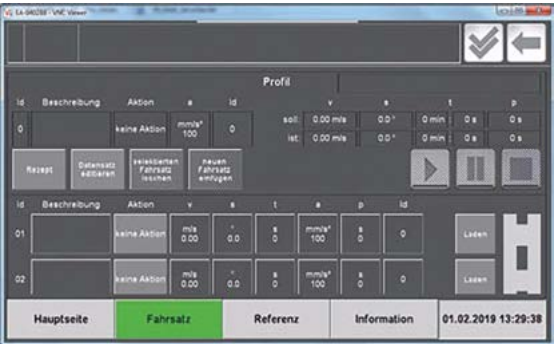 EA-040288 - VNC Viewer
Profil
Id Beschreibung Aktion a Id v s t p
0 keine Aktion mm/s² 100 0 soll: 0.00 m/s 0.0 ° 0 min 0 s 0 s
ist: 0.00 m/s 0.0 ° 0 min 0 s 0 s
Rezept Datensatz editieren selektierten Fahrsatz löschen neuen Fahrsatz einfügen
Id Beschreibung Aktion v s t a p Id
01 keine Aktion m/s 0.00 ° 0.0 s 0 mm/s² 100 s 0 0 Laden
02 keine Aktion m/s 0.00 ° 0.0 s 0 mm/s² 100 s 0 0 Laden
Hauptseite Fahrsatz Referenz Information 01.02.2019 13:29:38